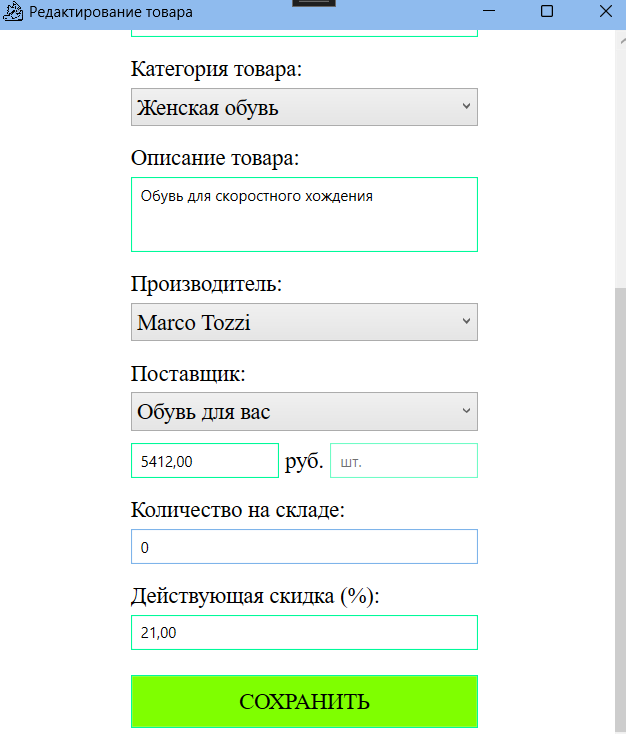 Редактирование товара
Категория товара:
Женская обувь
Описание товара:
Обувь для скоростного хождения
Производитель:
Marco Tozzi
Поставщик:
Обувь для вас
5412,00 руб. шт.
Количество на складе:
0
Действующая скидка (%):
21,00
СОХРАНИТЬ